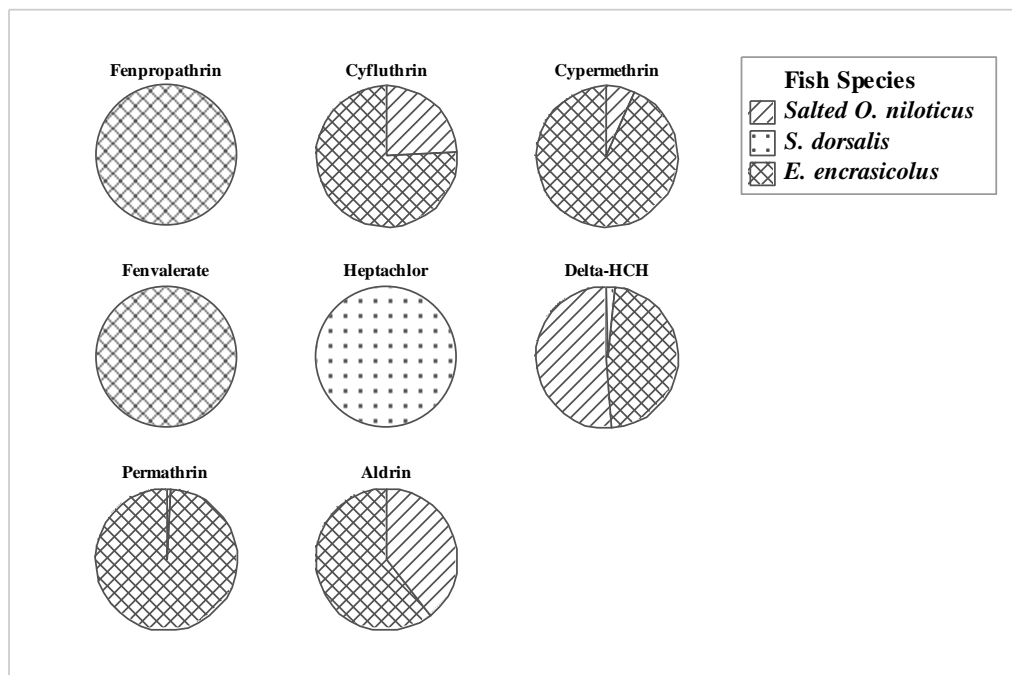 Fenpropathrin
Cyfluthrin
Cypermethrin
Fish Species
Salted O. niloticus
S. dorsalis
E. encrasicolus
Fenvalerate
Heptachlor
Delta-HCH
Permathrin
Aldrin